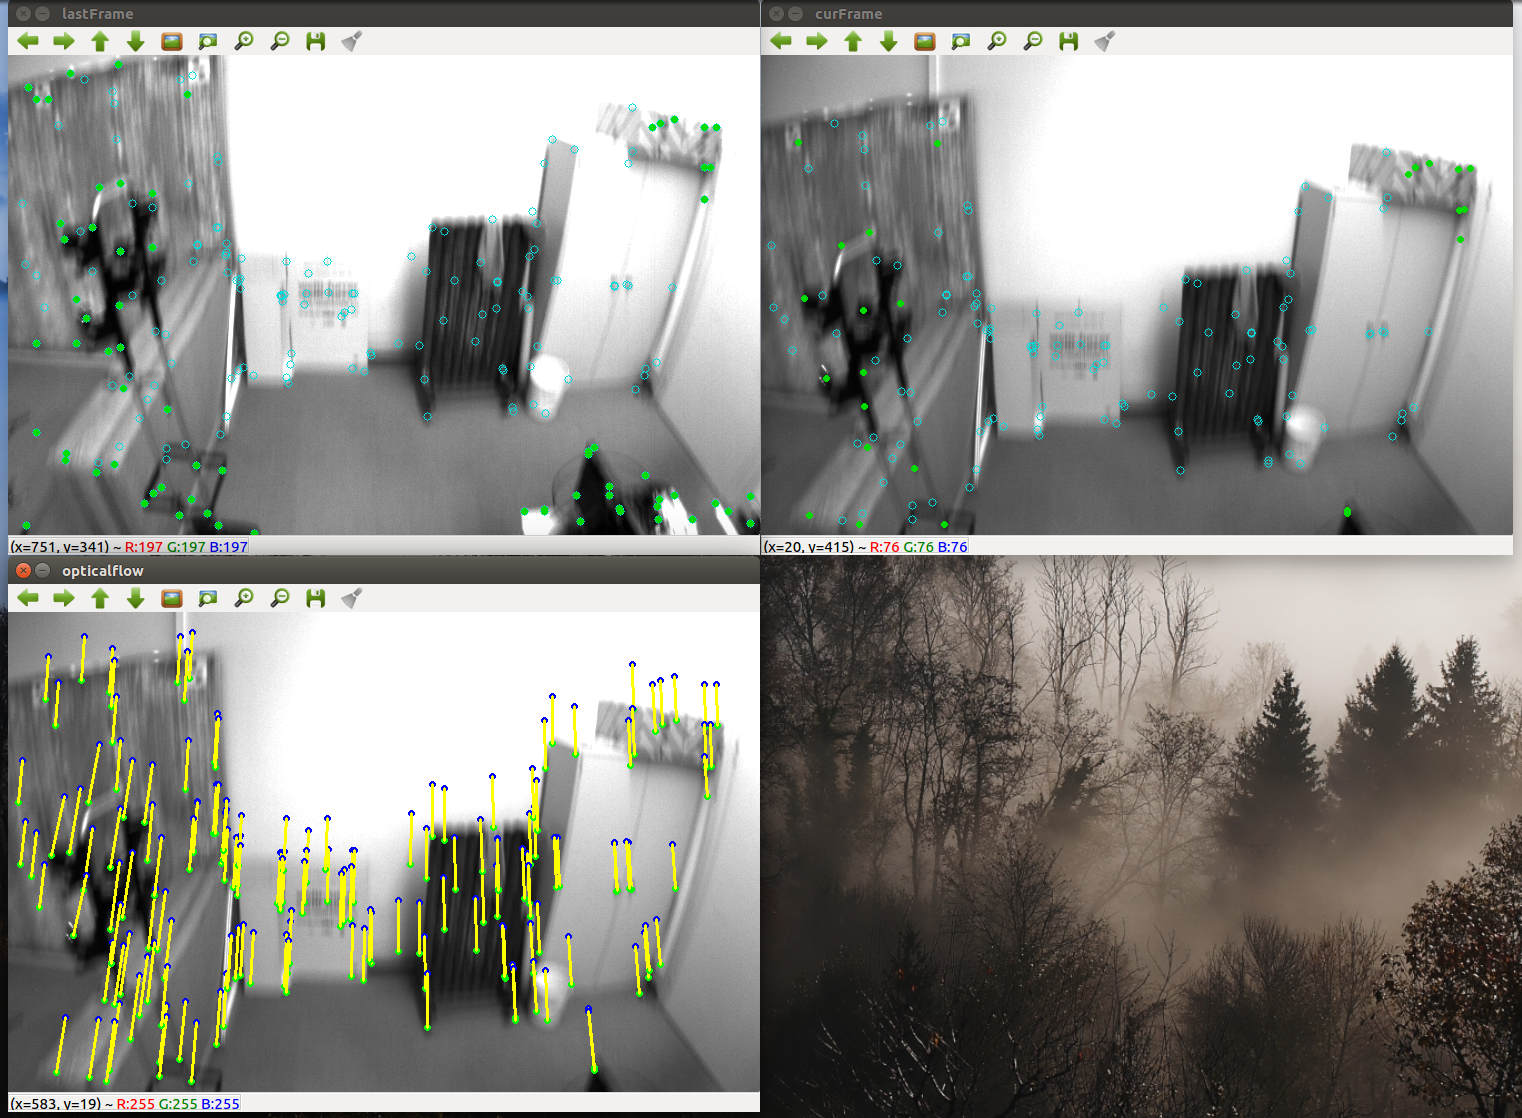 lastFrame
curFrame
(x=751, y=341) ~ R:197 G:197 B:197
(x=20, y=415) ~ R:76 G:76 B:76
opticalflow
(x=583, y=19) ~ R:255 G:255 B:255